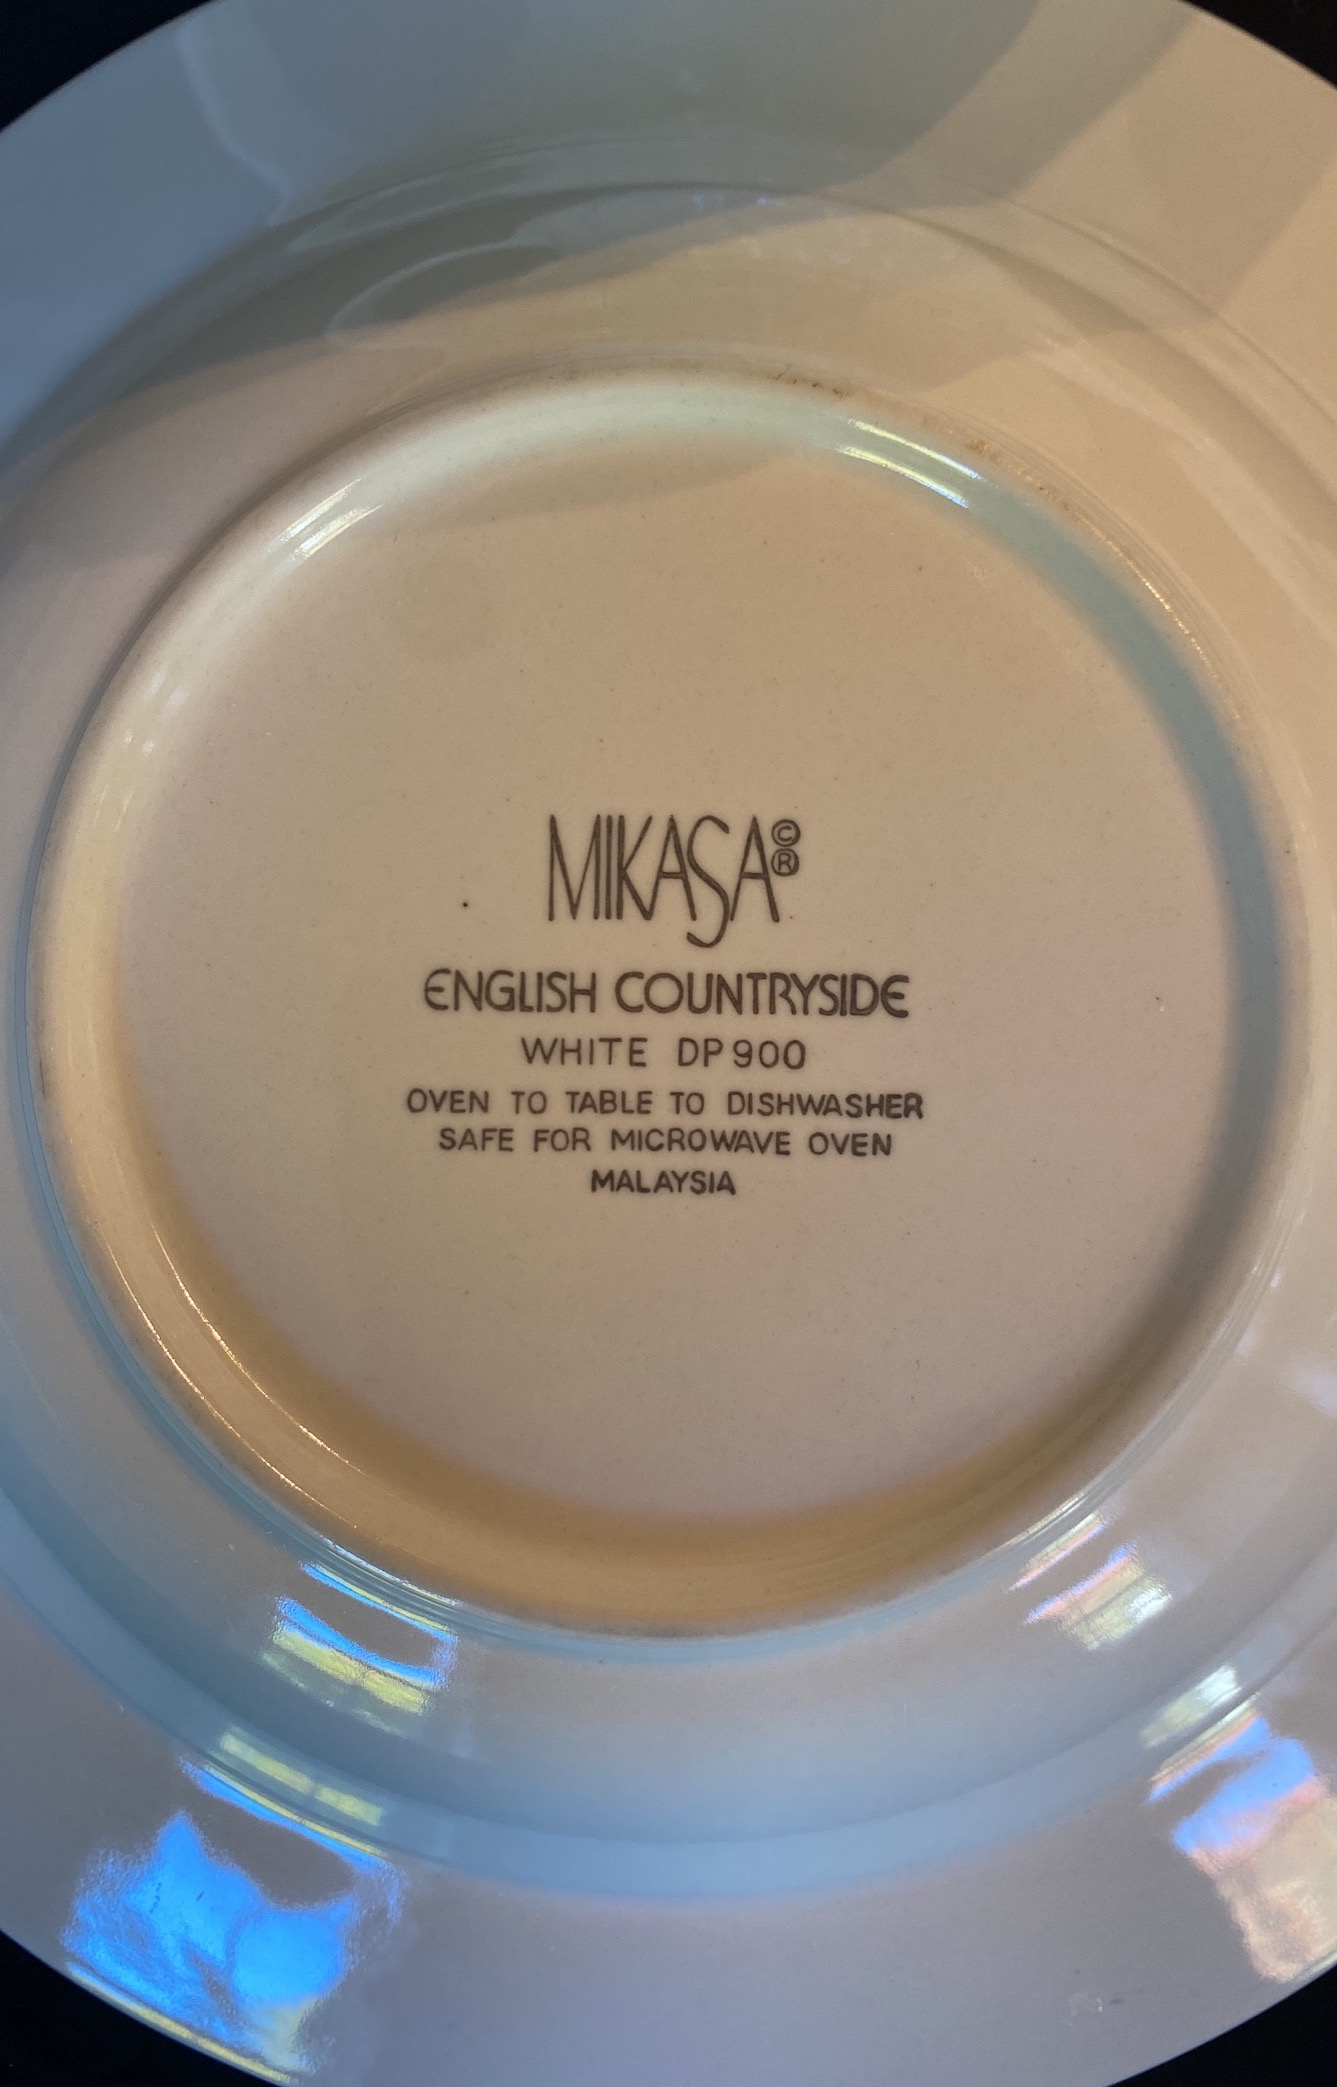 MIKASA©®
ENGLISH COUNTRYSIDE
WHITE DP900
OVEN TO TABLE TO DISHWASHER
SAFE FOR MICROWAVE OVEN
MALAYSIA